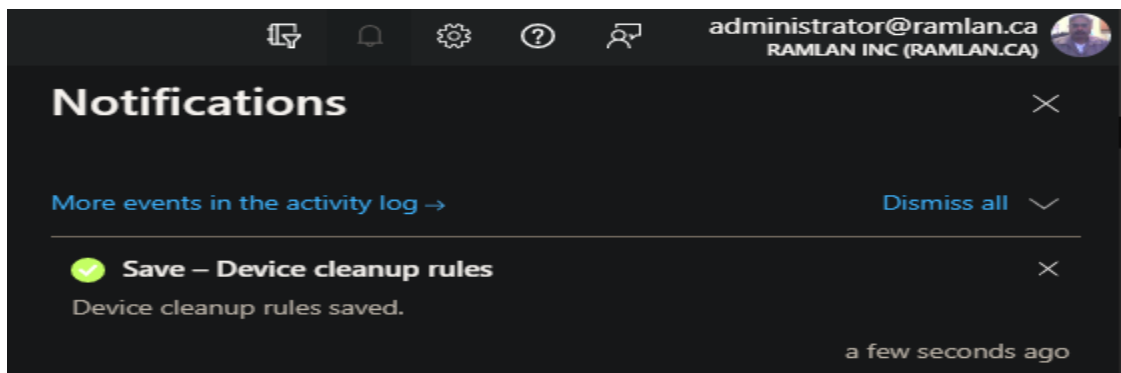 administrator@ramlan.ca
RAMLAN INC (RAMLAN.CA)
Notifications
More events in the activity log →
Dismiss all
Save – Device cleanup rules
Device cleanup rules saved.
a few seconds ago